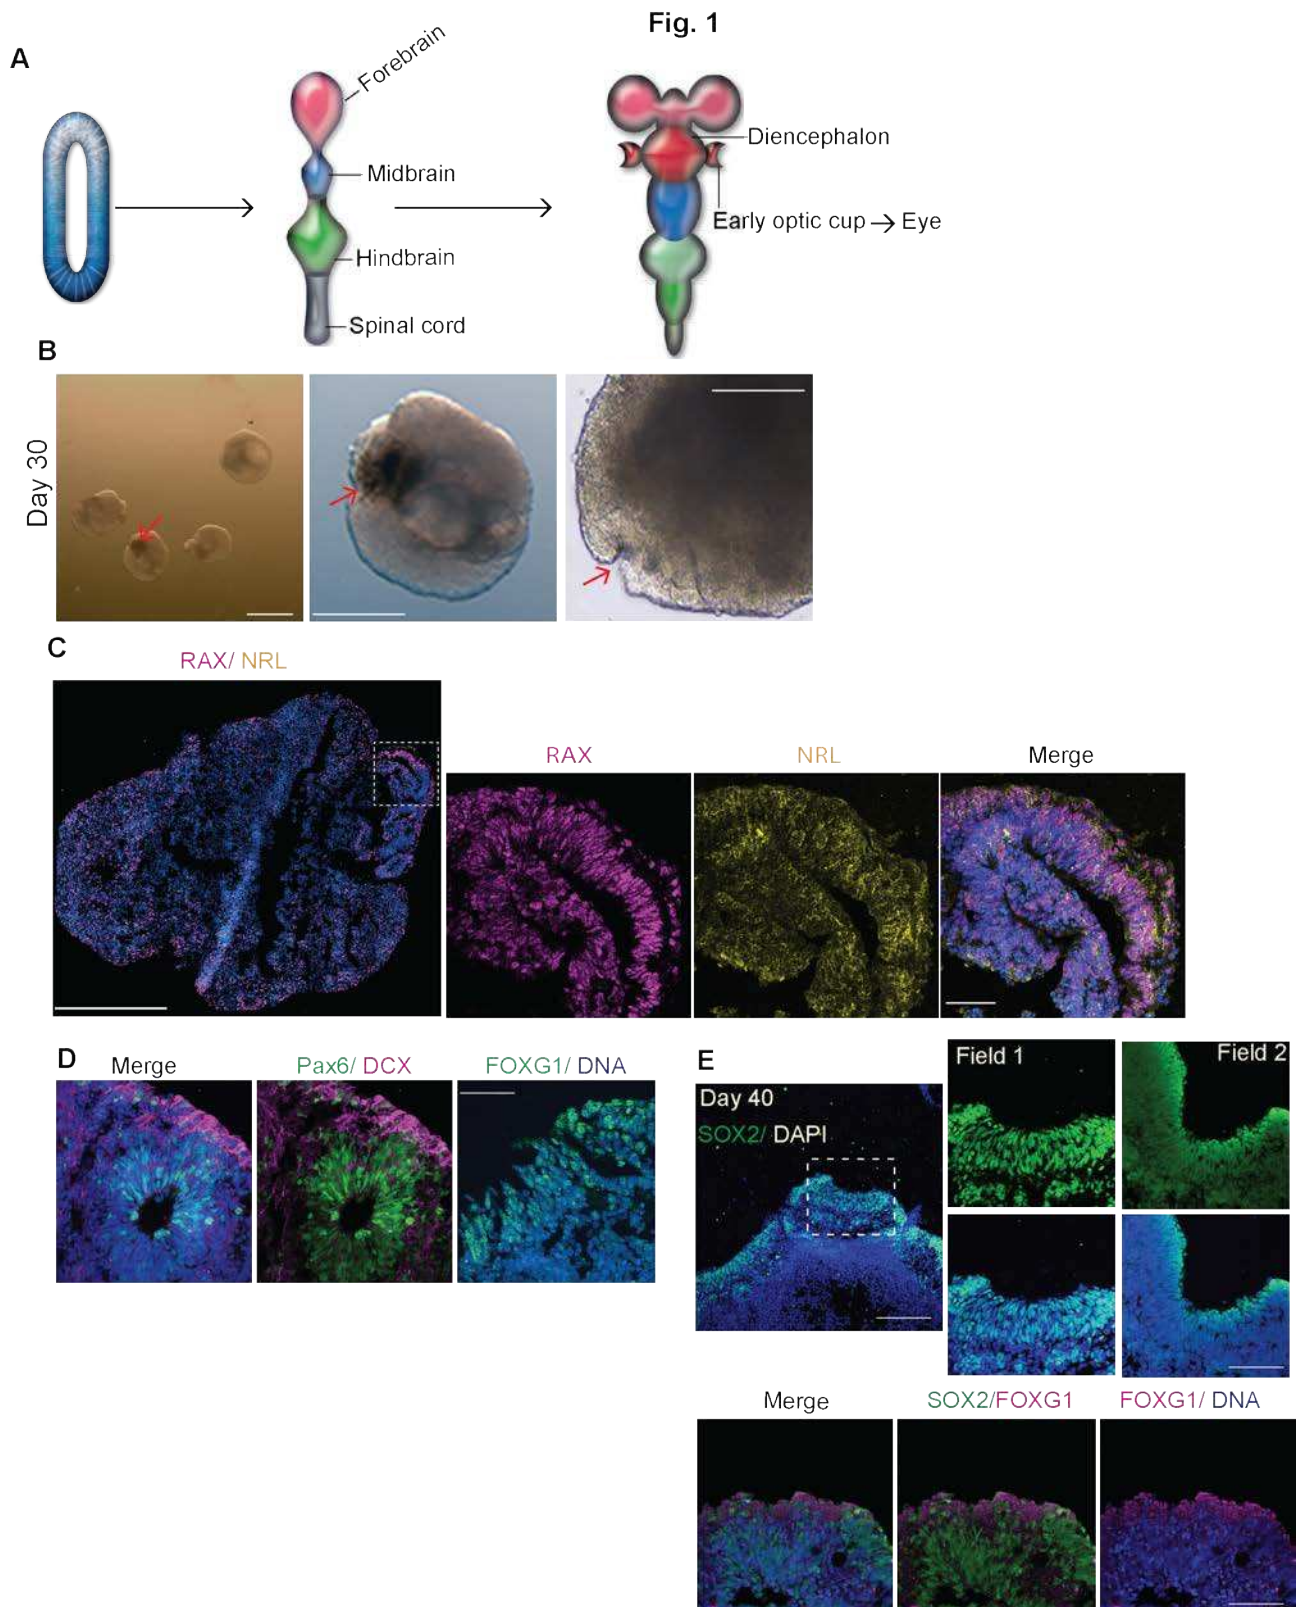 Fig. 1
A
Forebrain
Midbrain
Hindbrain
Spinal cord
Diencephalon
Early optic cup → Eye
B
Day 30
C
RAX/ NRL
RAX
NRL
Merge
D
Merge
Pax6/ DCX
FOXG1/ DNA
E
Day 40
SOX2/ DAPI
Field 1
Field 2
Merge
SOX2/FOXG1
FOXG1/ DNA